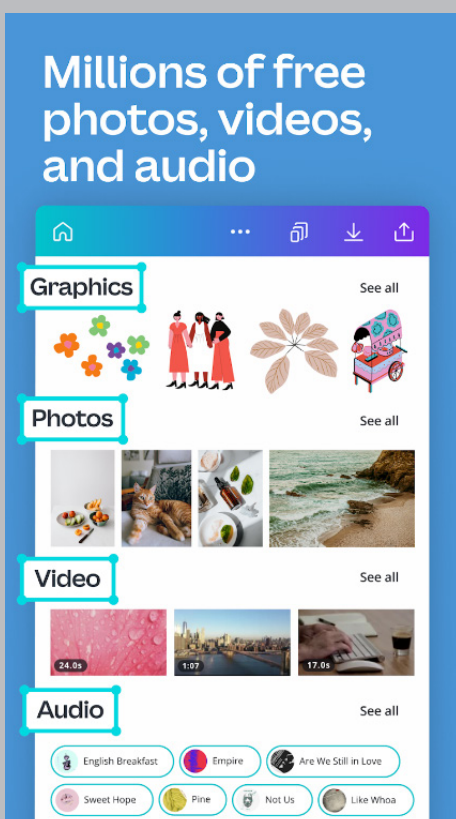 Millions of free
photos, videos,
and audio
Graphics
See all
Photos
See all
Video
See all
24.0s
1:07
17.0s
Audio
See all
English Breakfast
Empire
Are We Still in Love
Sweet Hope
Pine
Not Us
Like Whoa